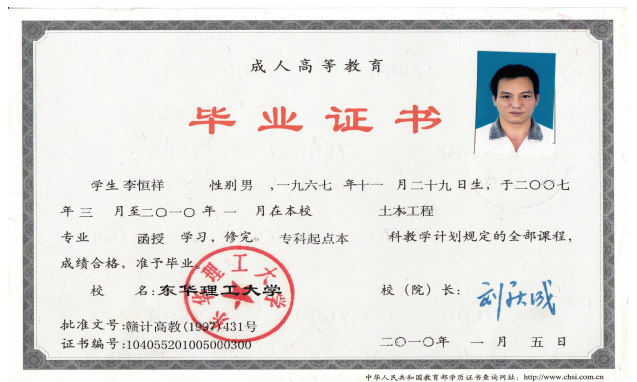 成人高等教育
毕业证书
学生 李恒祥 性别 男 ,一九六七 年 十一 月 二十九 日生, 于二〇〇七
年 三 月至二〇一〇 年 一 月在本校 土木工程
专业 函授 学习, 修完。 专科起点本 科教学计划规定的全部课程,
成绩合格, 准予毕业。
校 名: 东华理工大学
东华理工大学
校(院)长:
批准文号: 赣计高教(1997)431号
证书编号: 104055201005000300
二〇一〇年 一 月 五 日
中华人民共和国教育部学历证书查询网址: http://www.chsi.com.cn